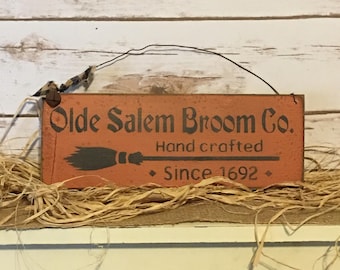 Olde Salem Broom Co.
Hand crafted
• Since 1692 •